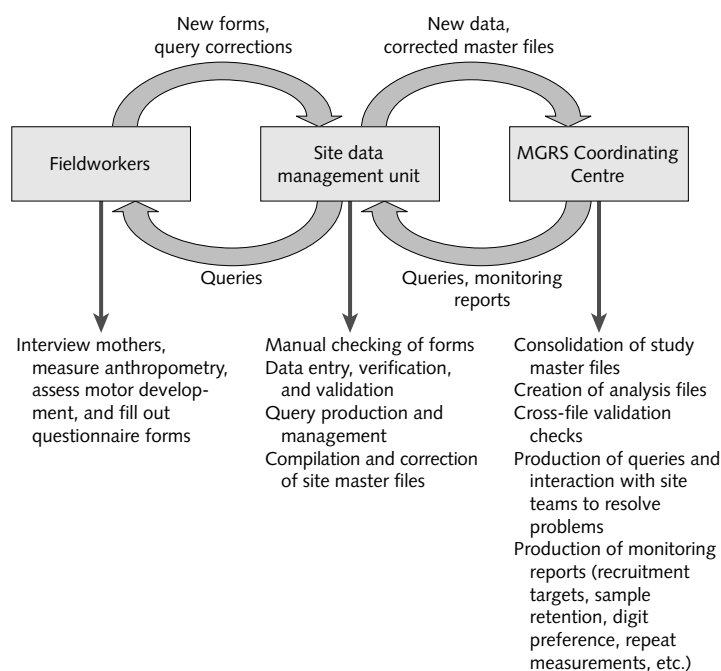 New forms,
query corrections
New data,
corrected master files
Fieldworkers
Site data
management unit
MGRS Coordinating
Centre
Queries
Queries, monitoring
reports
Interview mothers,
measure anthropometry,
assess motor develop-
ment, and fill out
questionnaire forms
Manual checking of forms
Data entry, verification,
and validation
Query production and
management
Compilation and correction
of site master files
Consolidation of study
master files
Creation of analysis files
Cross-file validation
checks
Production of queries and
interaction with site
teams to resolve
problems
Production of monitoring
reports (recruitment
targets, sample
retention, digit
preference, repeat
measurements, etc.)